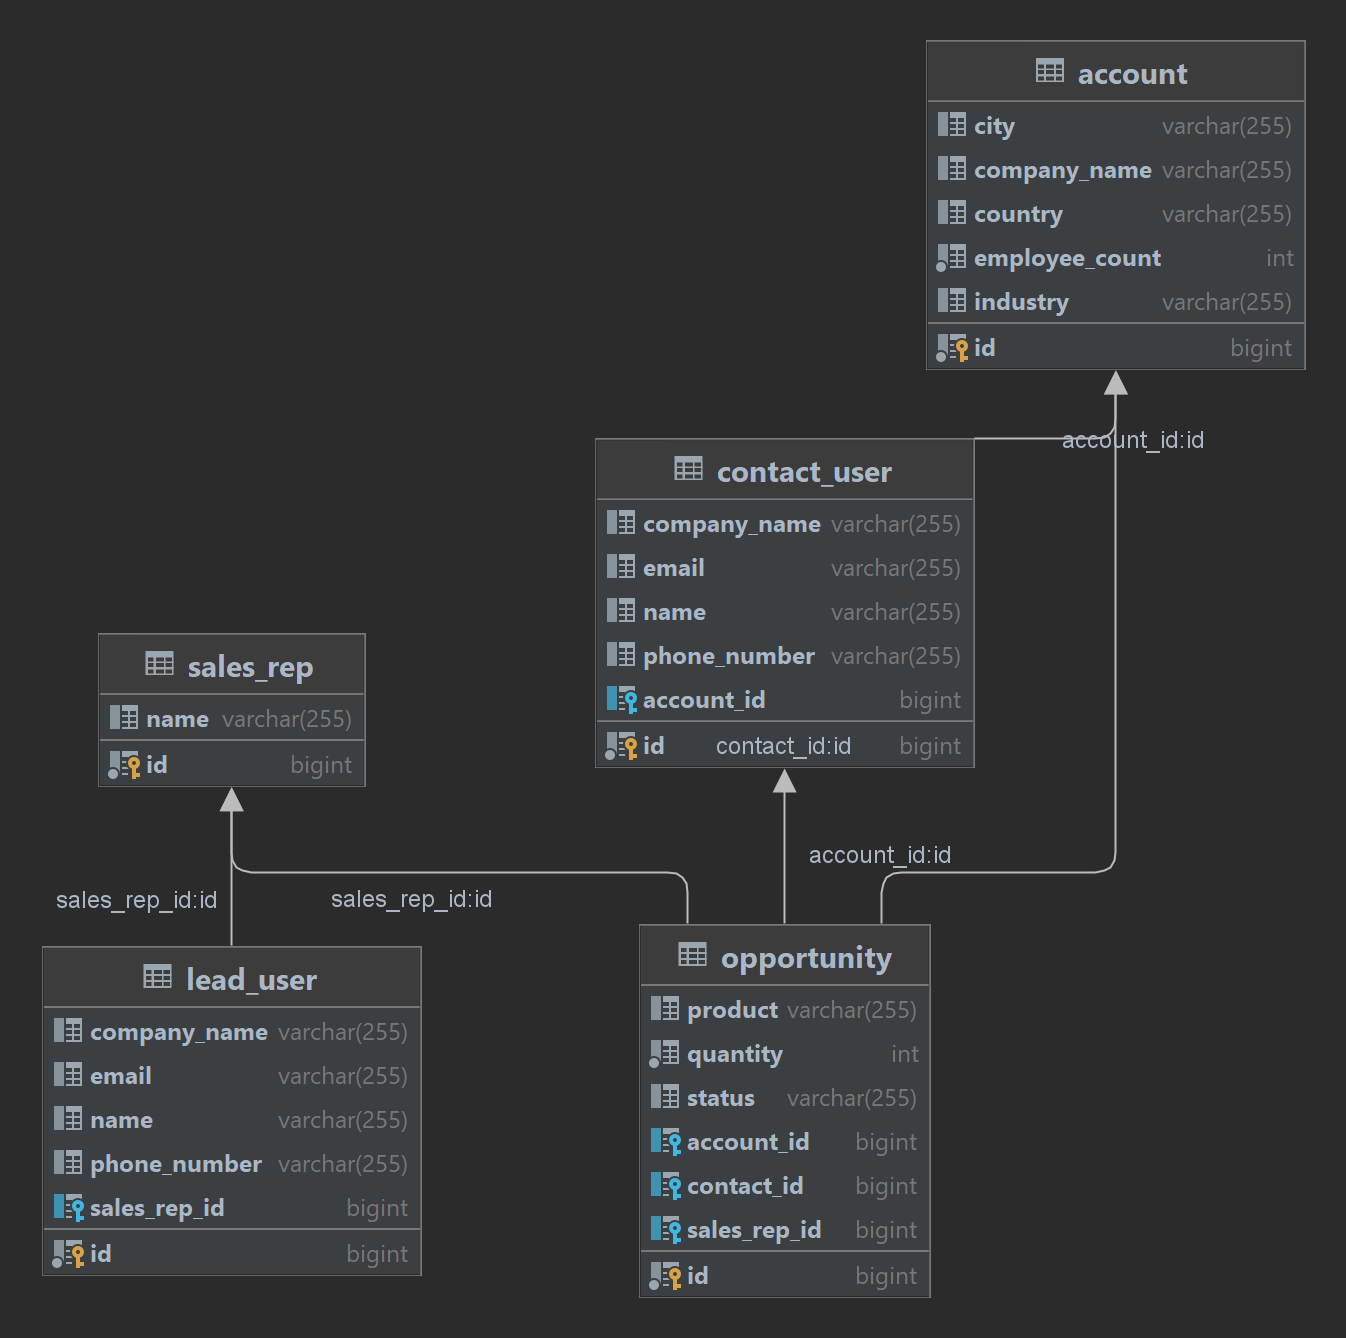 account
city varchar(255)
company_name varchar(255)
country varchar(255)
employee_count int
industry varchar(255)
id bigint
account_id:id
contact_user
company_name varchar(255)
email varchar(255)
name varchar(255)
phone_number varchar(255)
account_id bigint
id contact_id:id bigint
sales_rep
name varchar(255)
id bigint
account_id:id
sales_rep_id:id
sales_rep_id:id
lead_user
company_name varchar(255)
email varchar(255)
name varchar(255)
phone_number varchar(255)
sales_rep_id bigint
id bigint
opportunity
product varchar(255)
quantity int
status varchar(255)
account_id bigint
contact_id bigint
sales_rep_id bigint
id bigint